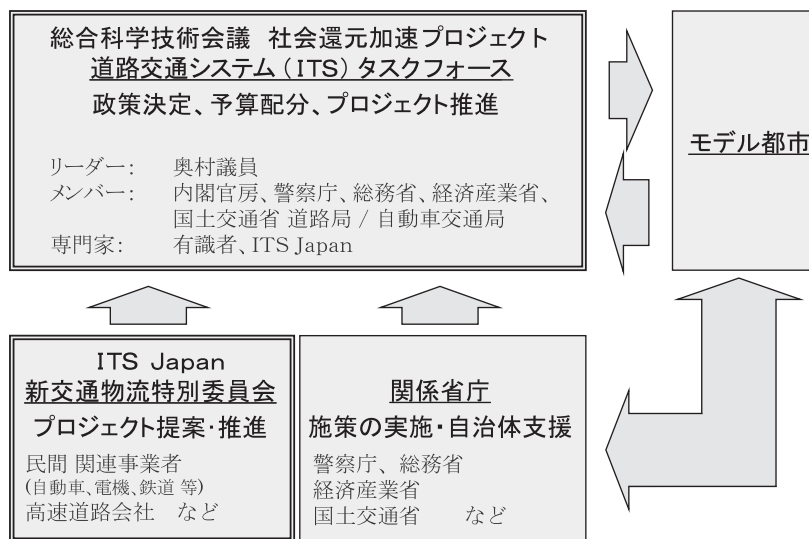 総合科学技術会議 社会還元加速プロジェクト
道路交通システム(ITS)タスクフォース
政策決定、予算配分、プロジェクト推進
リーダー: 奥村議員
メンバー: 内閣官房、警察庁、総務省、経済産業省、
国土交通省 道路局 / 自動車交通局
専門家: 有識者、ITS Japan
モデル都市
ITS Japan
新交通物流特別委員会
プロジェクト提案・推進
民間 関連事業者
(自動車、電機、鉄道 等)
高速道路会社 など
関係省庁
施策の実施・自治体支援
警察庁、総務省
経済産業省
国土交通省 など